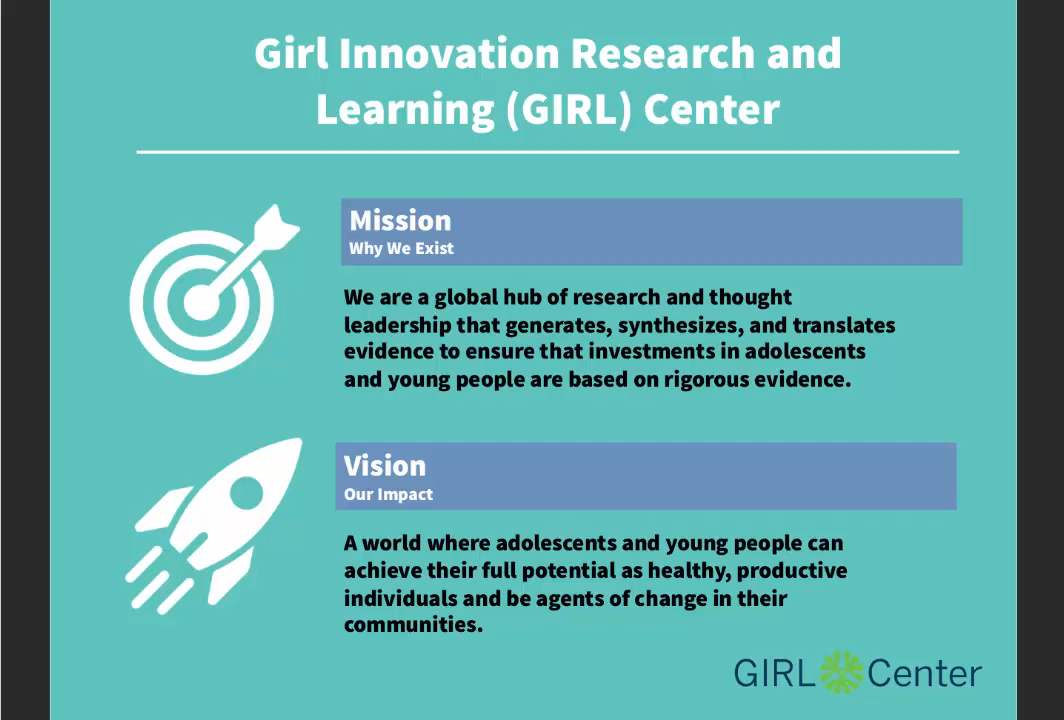 Girl Innovation Research and
Learning (GIRL) Center
Mission
Why We Exist
We are a global hub of research and thought
leadership that generates, synthesizes, and translates
evidence to ensure that investments in adolescents
and young people are based on rigorous evidence.
Vision
Our Impact
A world where adolescents and young people can
achieve their full potential as healthy, productive
individuals and be agents of change in their
communities.
GIRL Center